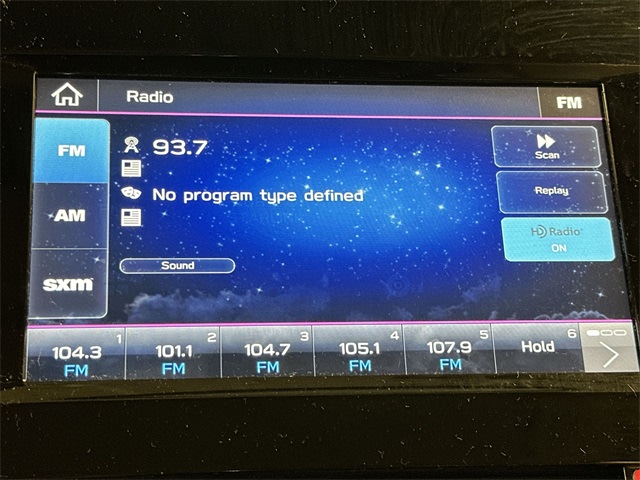 Radio
FM
FM
93.7
Scan
No program type defined
Replay
AM
HD Radio
ON
Sound
sxm
1
2
3
4
5
6
104.3
101.1
104.7
105.1
107.9
Hold
FM
FM
FM
FM
FM